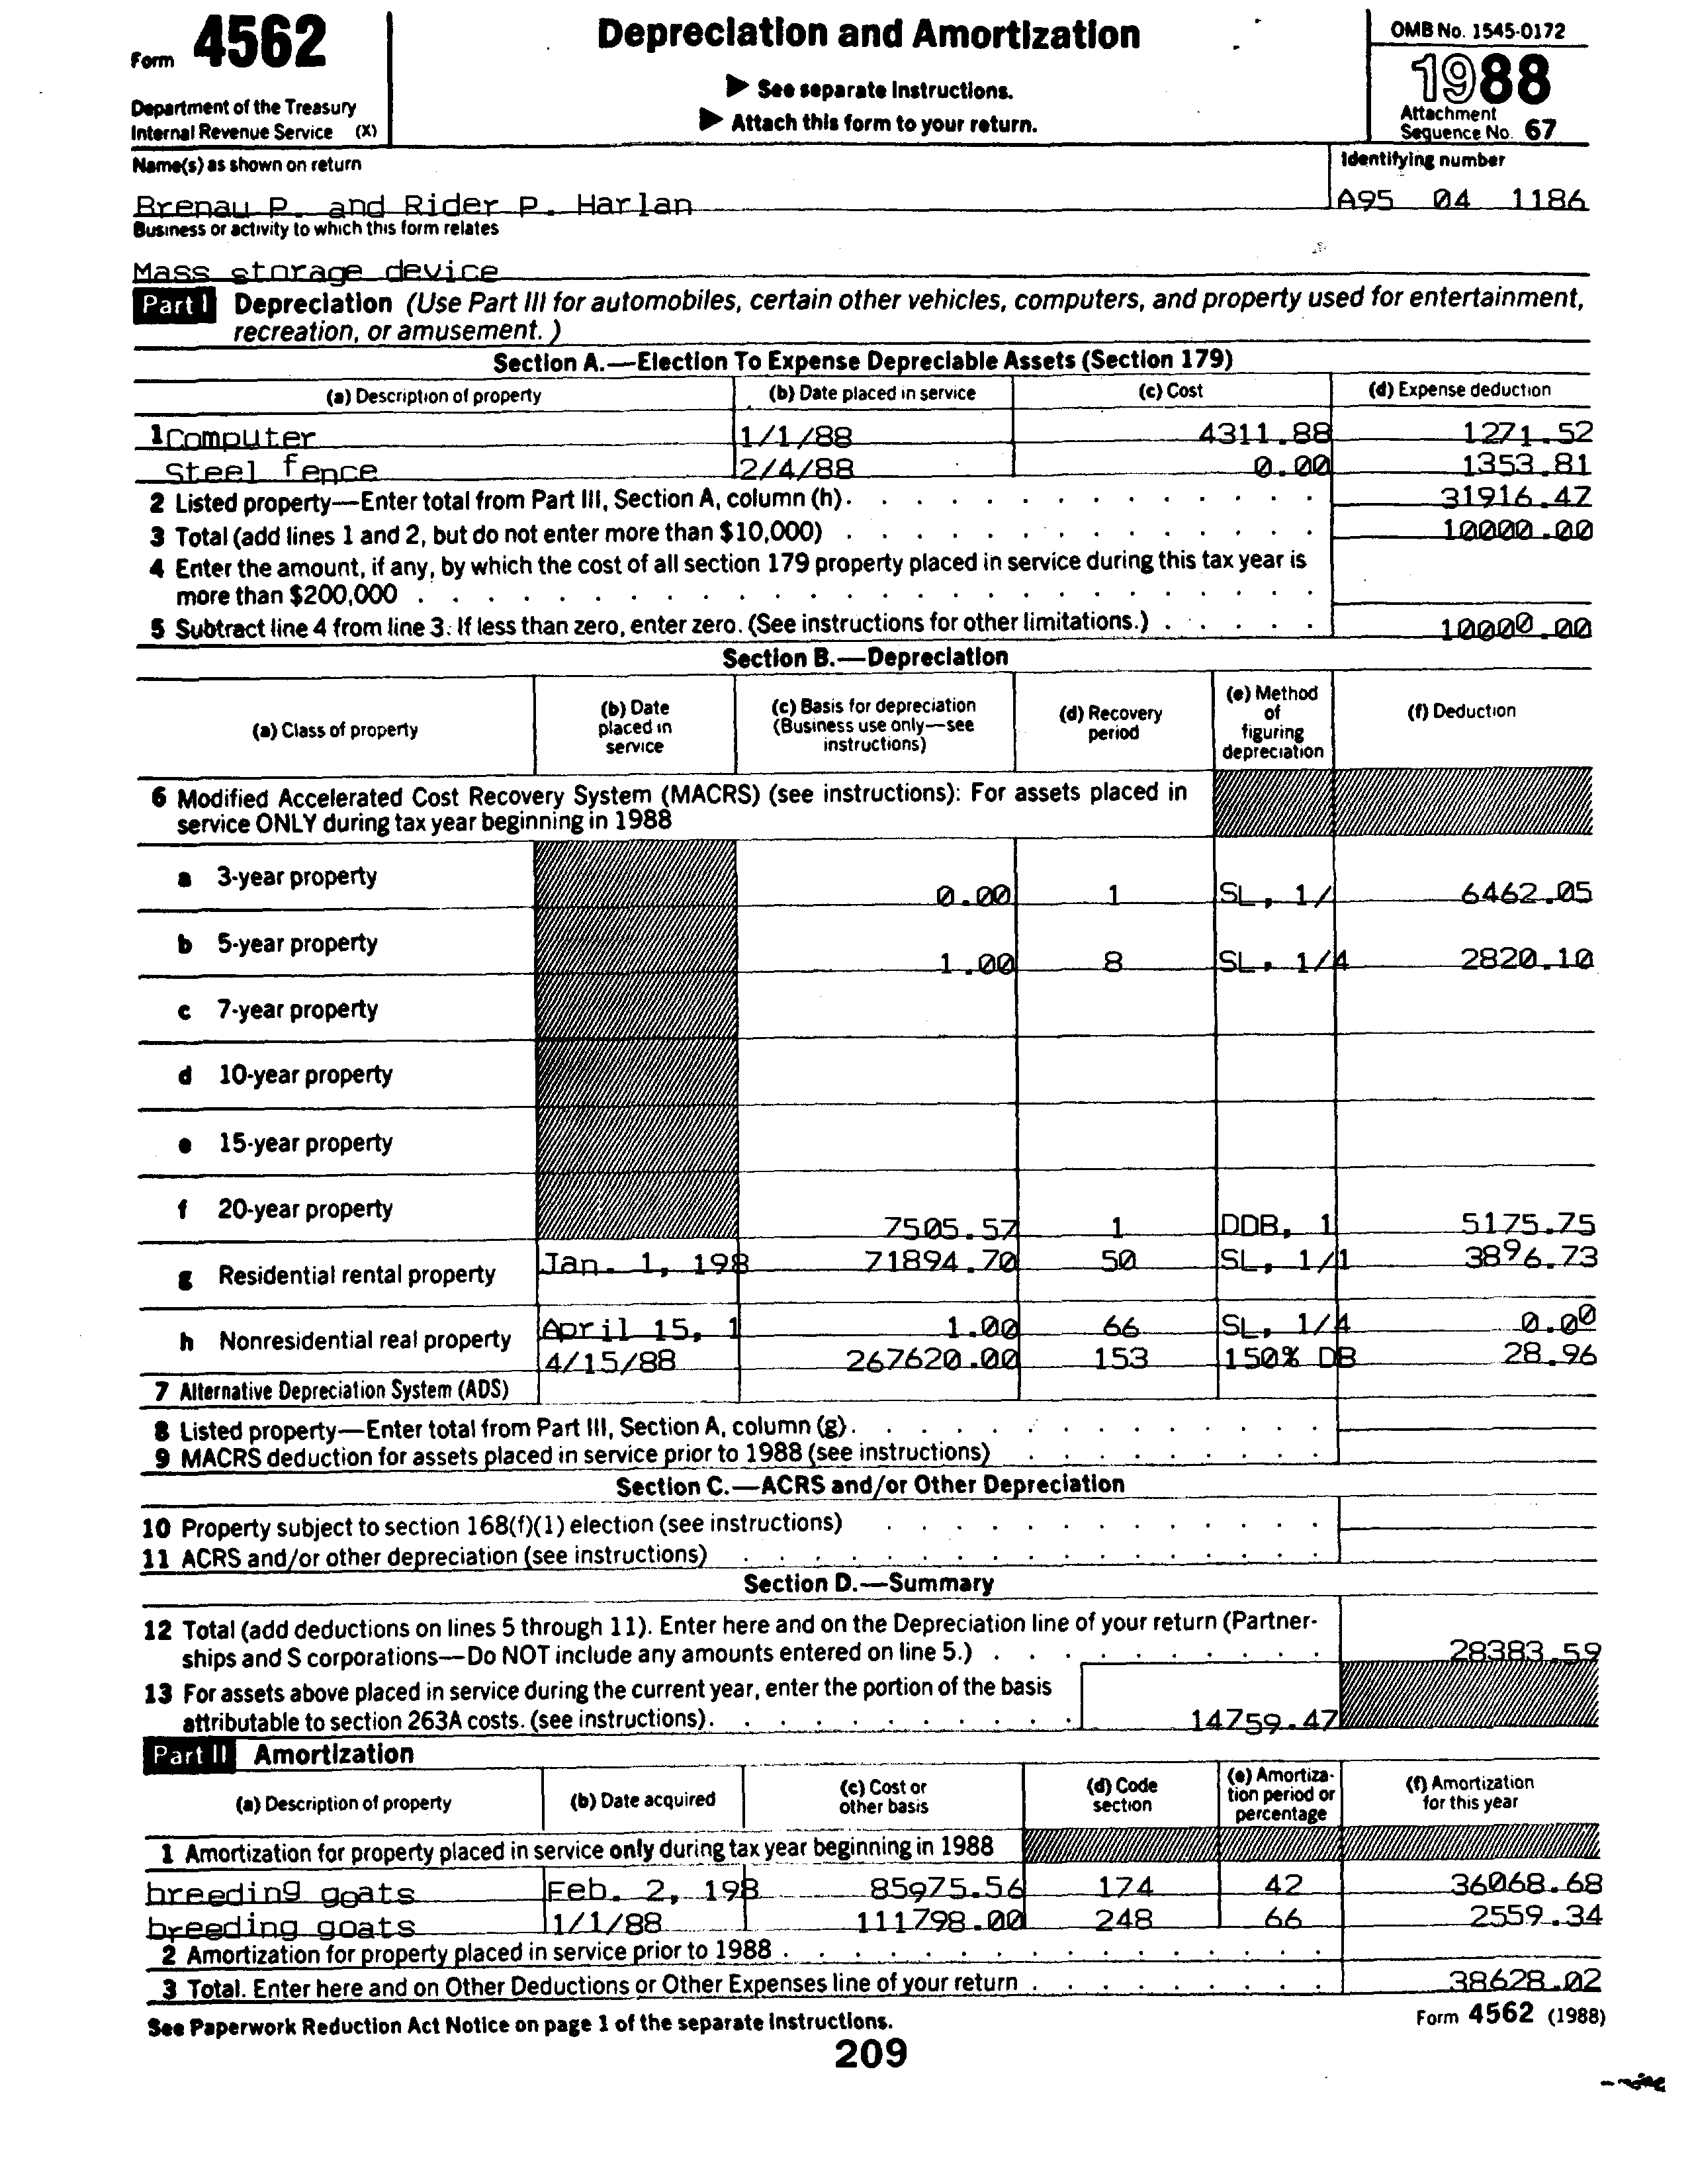 Form 4562
Department of the Treasury
Internal Revenue Service (X)
Depreciation and Amortization
▶ See separate instructions.
▶ Attach this form to your return.
OMB No. 1545-0172
1988
Attachment
Sequence No. 67
Name(s) as shown on return
Identifying number
Brenau P. and Rider P. Harlan
A95 04 1186
Business or activity to which this form relates
Mass storage device
Part I Depreciation (Use Part III for automobiles, certain other vehicles, computers, and property used for entertainment,
recreation, or amusement.)
Section A.—Election To Expense Depreciable Assets (Section 179)
(a) Description of property (b) Date placed in service (c) Cost (d) Expense deduction
1 Computer 1/1/88 4311.88 1271.52
Steel fence 2/4/88 0.00 1353.81
2 Listed property—Enter total from Part III, Section A, column (h). 31916.47
3 Total (add lines 1 and 2, but do not enter more than $10,000) 10000.00
4 Enter the amount, if any, by which the cost of all section 179 property placed in service during this tax year is
more than $200,000
5 Subtract line 4 from line 3. If less than zero, enter zero. (See instructions for other limitations.) 10000.00
Section B.—Depreciation
(a) Class of property
(b) Date
placed in
service
(c) Basis for depreciation
(Business use only—see
instructions)
(d) Recovery
period
(e) Method
of
figuring
depreciation
(f) Deduction
6 Modified Accelerated Cost Recovery System (MACRS) (see instructions): For assets placed in
service ONLY during tax year beginning in 1988
a 3-year property 0.00 1 SL, 1/ 6462.05
b 5-year property 1.00 8 SL, 1/4 2820.10
c 7-year property
d 10-year property
e 15-year property
f 20-year property 7505.57 1 DDB, 1 5175.75
g Residential rental property Jan. 1, 198 71894.70 50 SL, 1/1 3896.73
h Nonresidential real property April 15, 1 1.00 66 SL, 1/4 0.00
4/15/88 267620.00 153 150% DB 28.96
7 Alternative Depreciation System (ADS)
8 Listed property—Enter total from Part III, Section A, column (g).
9 MACRS deduction for assets placed in service prior to 1988 (see instructions)
Section C.—ACRS and/or Other Depreciation
10 Property subject to section 168(f)(1) election (see instructions)
11 ACRS and/or other depreciation (see instructions)
Section D.—Summary
12 Total (add deductions on lines 5 through 11). Enter here and on the Depreciation line of your return (Partner-
ships and S corporations—Do NOT include any amounts entered on line 5.) 28383.59
13 For assets above placed in service during the current year, enter the portion of the basis
attributable to section 263A costs. (see instructions). 14759.47
Part II Amortization
(a) Description of property
(b) Date acquired
(c) Cost or
other basis
(d) Code
section
(e) Amortiza-
tion period or
percentage
(f) Amortization
for this year
1 Amortization for property placed in service only during tax year beginning in 1988
breeding goats Feb. 2, 198 85975.56 174 42 36068.68
breeding goats 1/1/88 111798.00 248 66 2559.34
2 Amortization for property placed in service prior to 1988
3 Total. Enter here and on Other Deductions or Other Expenses line of your return 38628.02
See Paperwork Reduction Act Notice on page 1 of the separate instructions.
Form 4562 (1988)
209